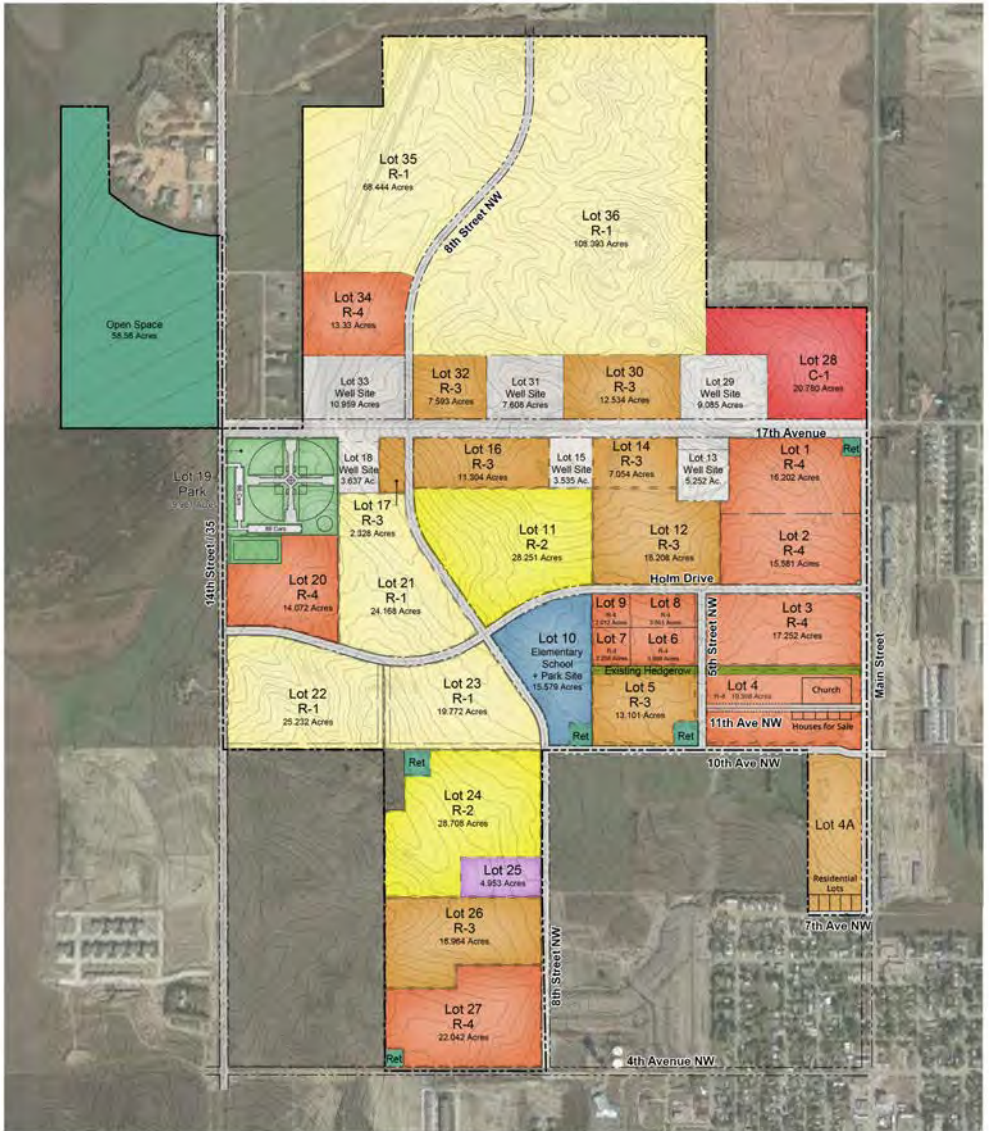 Lot 35
R-1
68.444 Acres
8th Street NW
Lot 36
R-1
108.393 Acres
Lot 34
R-4
13.33 Acres
Open Space
58.56 Acres
Lot 28
C-1
20.780 Acres
Lot 33
Well Site
10.959 Acres
Lot 32
R-3
7.593 Acres
Lot 31
Well Site
7.608 Acres
Lot 30
R-3
12.534 Acres
Lot 29
Well Site
9.085 Acres
17th Avenue
Lot 19
Park
88 Cars
Lot 18
Well Site
3.637 Ac.
Lot 17
R-3
2.328 Acres
Lot 16
R-3
11.304 Acres
Lot 15
Well Site
3.535 Ac.
Lot 14
R-3
7.054 Acres
Lot 13
Well Site
5.252 Ac.
Lot 1
R-4
16.202 Acres
Ret
14th Street / 35
Lot 20
R-4
14.072 Acres
Lot 21
R-1
24.168 Acres
Lot 11
R-2
28.251 Acres
Lot 12
R-3
18.208 Acres
Lot 2
R-4
15.581 Acres
Holm Drive
Lot 10
Elementary
School
+ Park Site
15.579 Acres
Lot 9
R-4
Lot 8
R-4
Lot 7
R-4
Lot 6
R-4
5th Street NW
Lot 3
R-4
17.252 Acres
Main Street
Existing Hedgerow
Lot 22
R-1
25.232 Acres
Lot 23
R-1
19.772 Acres
Lot 5
R-3
13.101 Acres
Lot 4
R-4
Church
11th Ave NW
Houses for Sale
Ret
Ret
10th Ave NW
Ret
Lot 24
R-2
28.708 Acres
Lot 25
4.953 Acres
Lot 4A
Residential
Lots
7th Ave NW
Lot 26
R-3
16.964 Acres
8th Street NW
Lot 27
R-4
22.042 Acres
Ret
4th Avenue NW